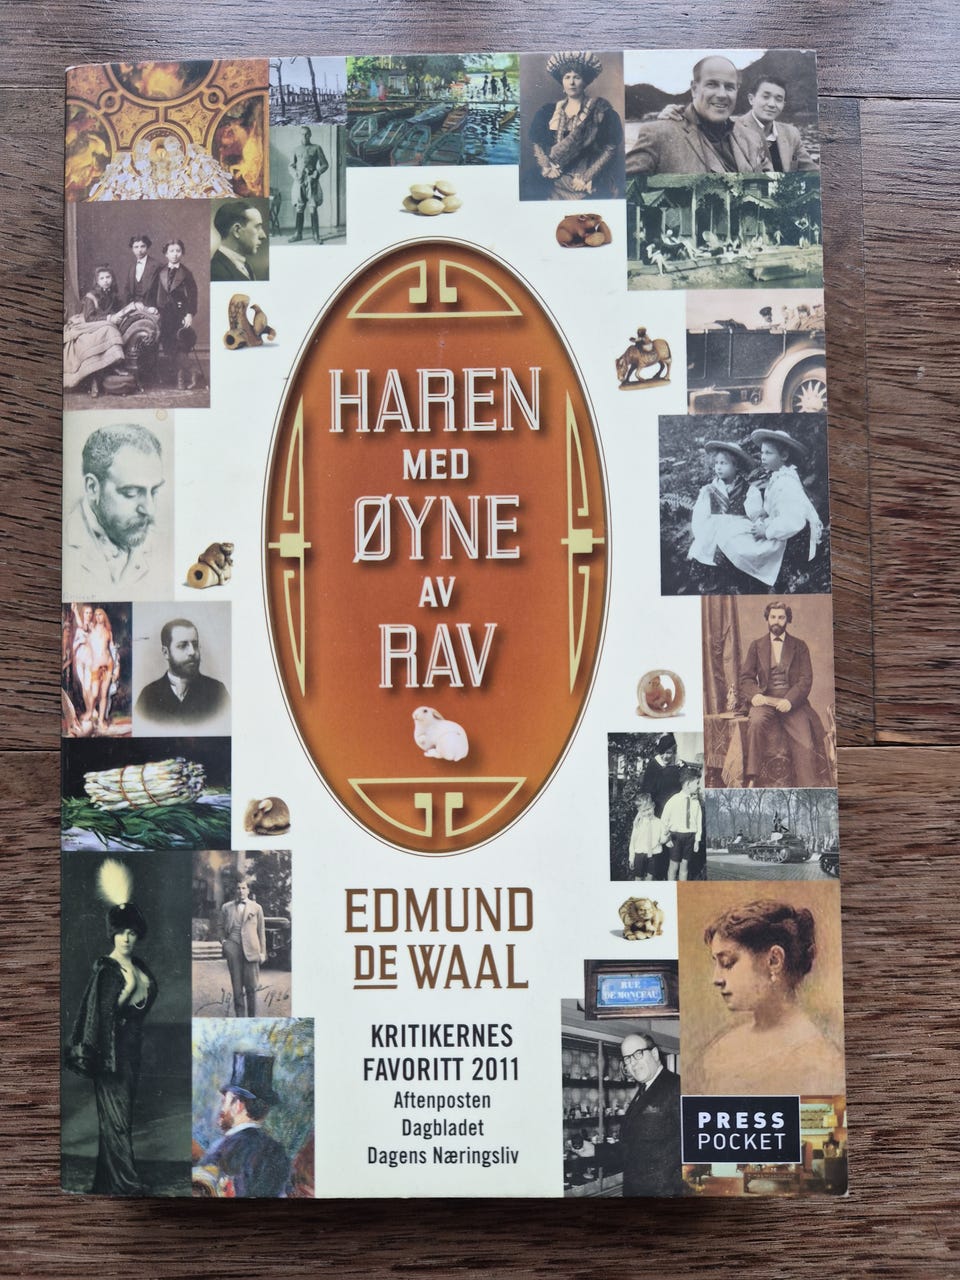 HAREN
MED
ØYNE
AV
RAV
EDMUND
DE WAAL
KRITIKERNES
FAVORITT 2011
Aftenposten
Dagbladet
Dagens Næringsliv
RUE
DE MONCEAU
PRESS
POCKET
1926